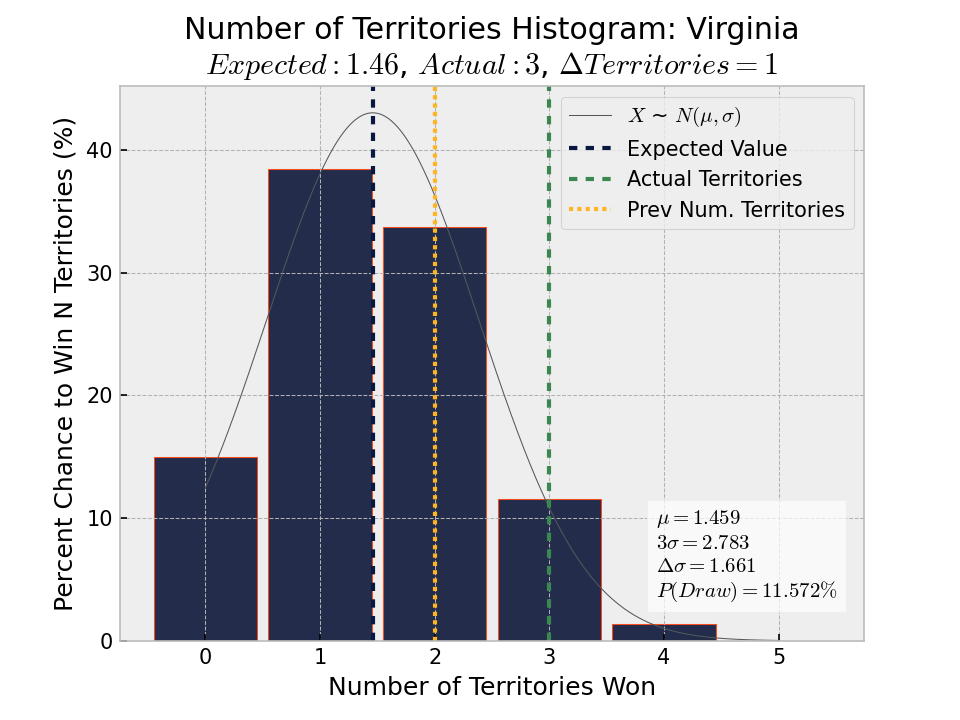 Number of Territories Histogram: Virginia
Expected : 1.46, Actual : 3, ΔTerritories = 1
Percent Chance to Win N Territories (%)
40
30
20
10
0
X ~ N(μ, σ)
Expected Value
Actual Territories
Prev Num. Territories
μ = 1.459
3σ = 2.783
Δσ = 1.661
P(Draw) = 11.572%
0 1 2 3 4 5
Number of Territories Won